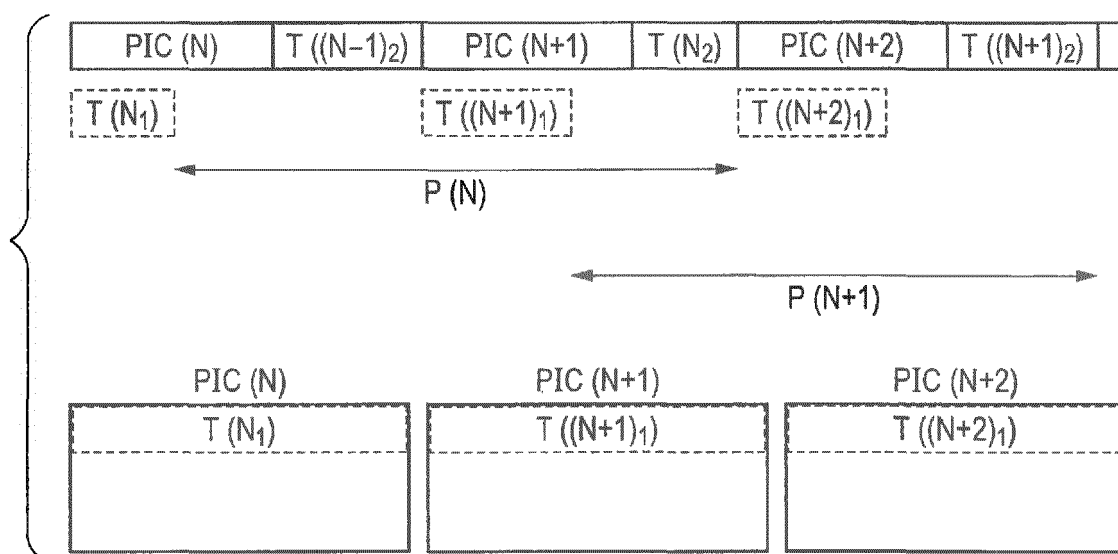 PIC (N) T ((N−1)₂) PIC (N+1) T (N₂) PIC (N+2) T ((N+1)₂)
T (N₁) T ((N+1)₁) T ((N+2)₁)
P (N)
P (N+1)
PIC (N) PIC (N+1) PIC (N+2)
T (N₁) T ((N+1)₁) T ((N+2)₁)